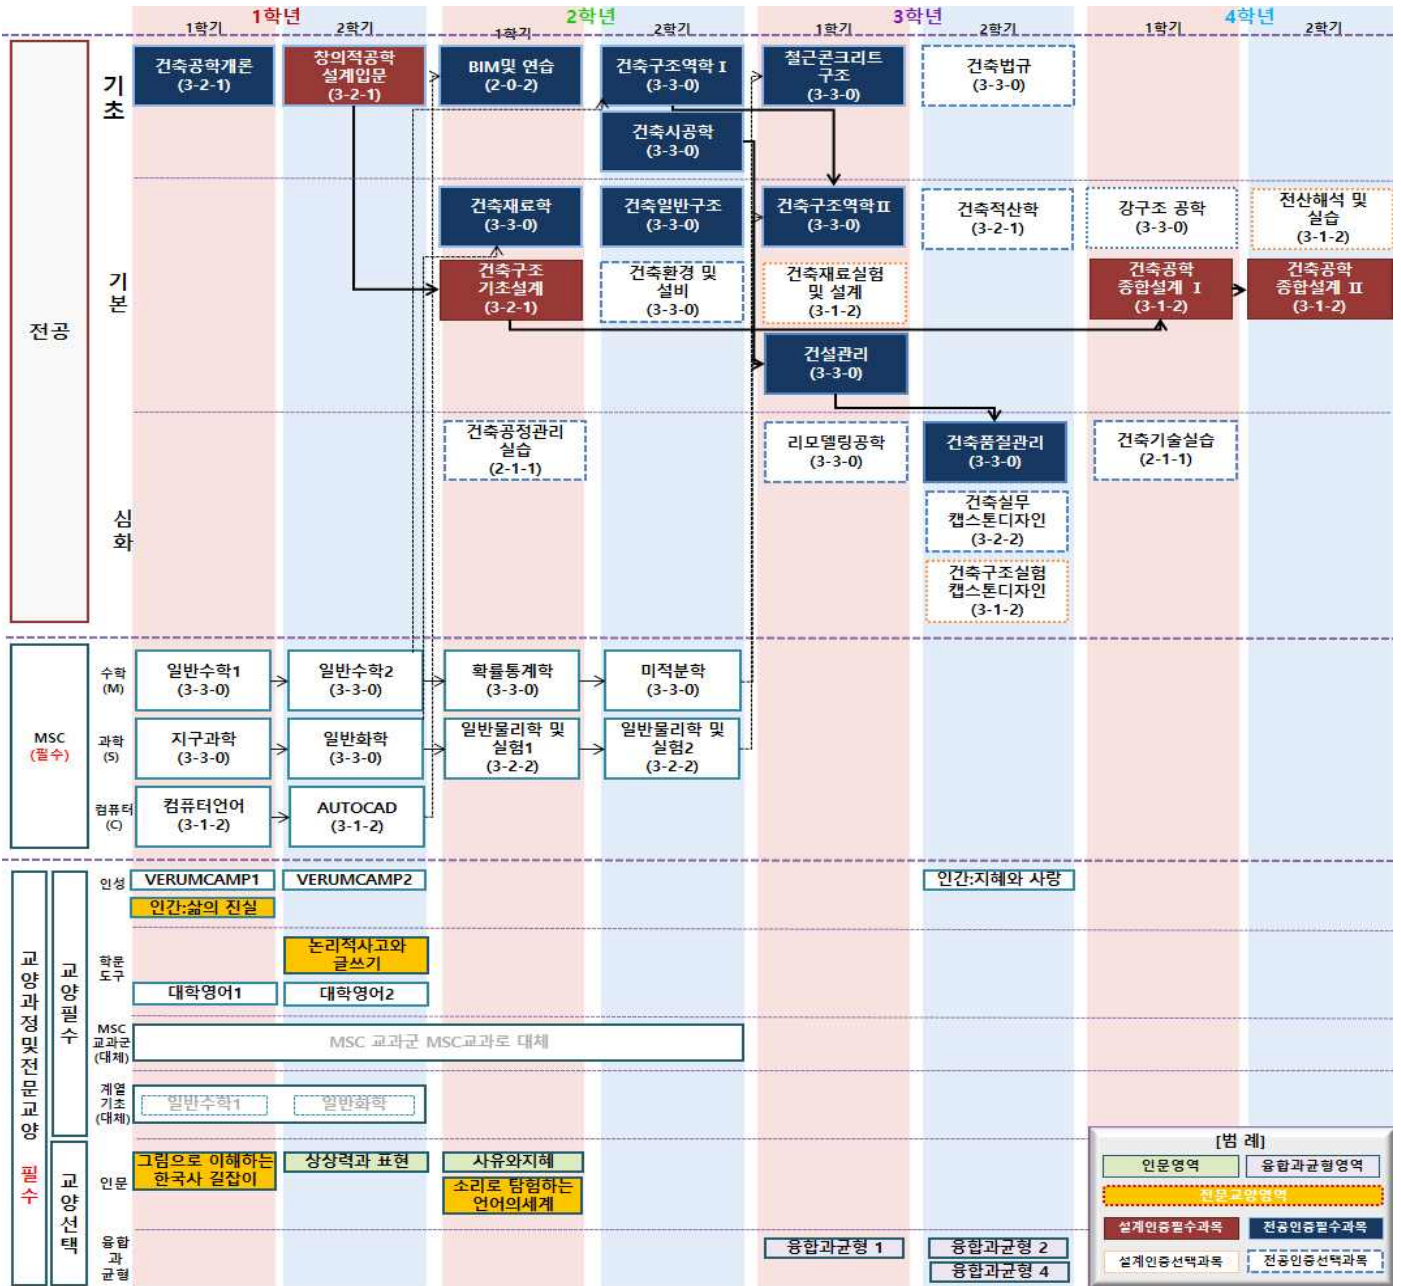 1학년
2학년
3학년
4학년
1학기
2학기
1학기
2학기
1학기
2학기
1학기
2학기
전공
기
초
건축공학개론
(3-2-1)
창의적공학
설계입문
(3-2-1)
BIM및 연습
(2-0-2)
건축구조역학 I
(3-3-0)
철근콘크리트
구조
(3-3-0)
건축법규
(3-3-0)
건축시공학
(3-3-0)
기
본
건축재료학
(3-3-0)
건축일반구조
(3-3-0)
건축구조역학Ⅱ
(3-3-0)
건축적산학
(3-2-1)
강구조 공학
(3-3-0)
전산해석 및
실습
(3-1-2)
건축구조
기초설계
(3-2-1)
건축환경 및
설비
(3-3-0)
건축재료실험
및 설계
(3-1-2)
건축공학
종합설계 I
(3-1-2)
건축공학
종합설계 II
(3-1-2)
건설관리
(3-3-0)
심
화
건축공정관리
실습
(2-1-1)
리모델링공학
(3-3-0)
건축품질관리
(3-3-0)
건축기술실습
(2-1-1)
건축실무
캡스톤디자인
(3-2-2)
건축구조실험
캡스톤디자인
(3-1-2)
MSC
(필수)
수학
(M)
일반수학1
(3-3-0)
일반수학2
(3-3-0)
확률통계학
(3-3-0)
미적분학
(3-3-0)
과학
(S)
지구과학
(3-3-0)
일반화학
(3-3-0)
일반물리학 및
실험1
(3-2-2)
일반물리학 및
실험2
(3-2-2)
컴퓨터
(C)
컴퓨터언어
(3-1-2)
AUTOCAD
(3-1-2)
교양과정및전문교양 필수
교양필수
인성
VERUMCAMP1
VERUMCAMP2
인간:지혜와 사랑
인간:삶의 진실
학문
도구
논리적사고와
글쓰기
대학영어1
대학영어2
MSC
교과군
(대체)
MSC 교과군 MSC교과로 대체
계열
기초
(대체)
일반수학1
일반화학
교양선택
인문
그림으로 이해하는
한국사 길잡이
상상력과 표현
사유와지혜
소리로 탐험하는
언어의세계
융합
과
균형
융합과균형 1
융합과균형 2
융합과균형 4
[범 례]
인문영역
융합과균형영역
전문교양영역
설계인증필수과목
전공인증필수과목
설계인증선택과목
전공인증선택과목